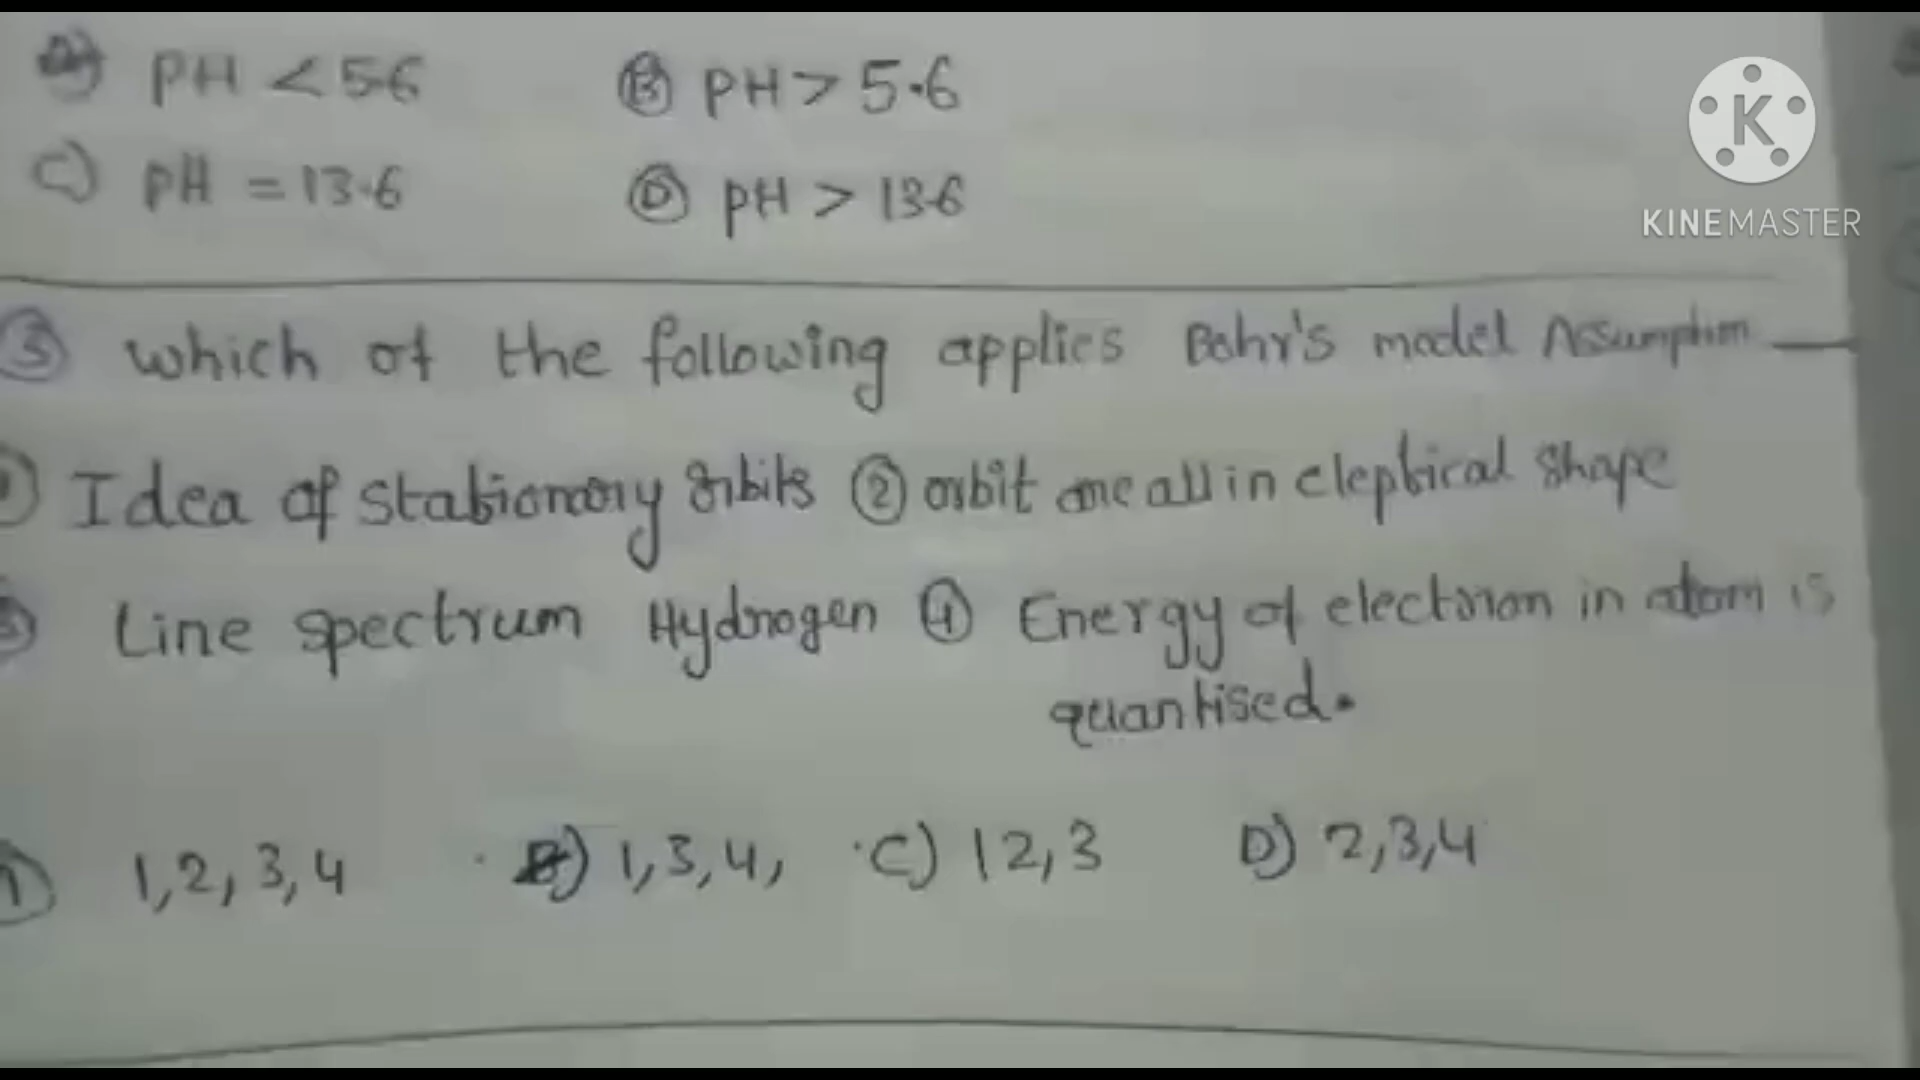 A) PH < 5.6 B) PH > 5.6
C) PH = 13.6 D) PH > 13.6
KINEMASTER
3 Which of the following applies Bohr's model Assumption —
1 Idea of Stationary Orbits 2 orbit are all in eleptical Shape
3 Line Spectrum Hydrogen 4 Energy of electron in atom is
quantised.
1,2,3,4 B) 1,3,4, C) 12,3 D) 2,3,4